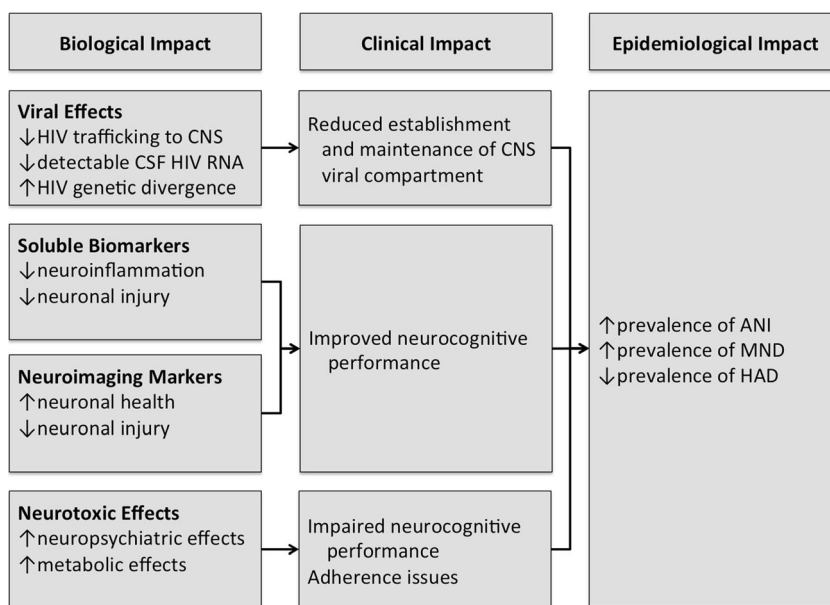 Biological Impact
Clinical Impact
Epidemiological Impact
Viral Effects
↓HIV trafficking to CNS
↓detectable CSF HIV RNA
↑HIV genetic divergence
Reduced establishment
and maintenance of CNS
viral compartment
Soluble Biomarkers
↓neuroinflammation
↓neuronal injury
Neuroimaging Markers
↑neuronal health
↓neuronal injury
Improved neurocognitive
performance
Neurotoxic Effects
↑neuropsychiatric effects
↑metabolic effects
Impaired neurocognitive
performance
Adherence issues
↑prevalence of ANI
↑prevalence of MND
↓prevalence of HAD